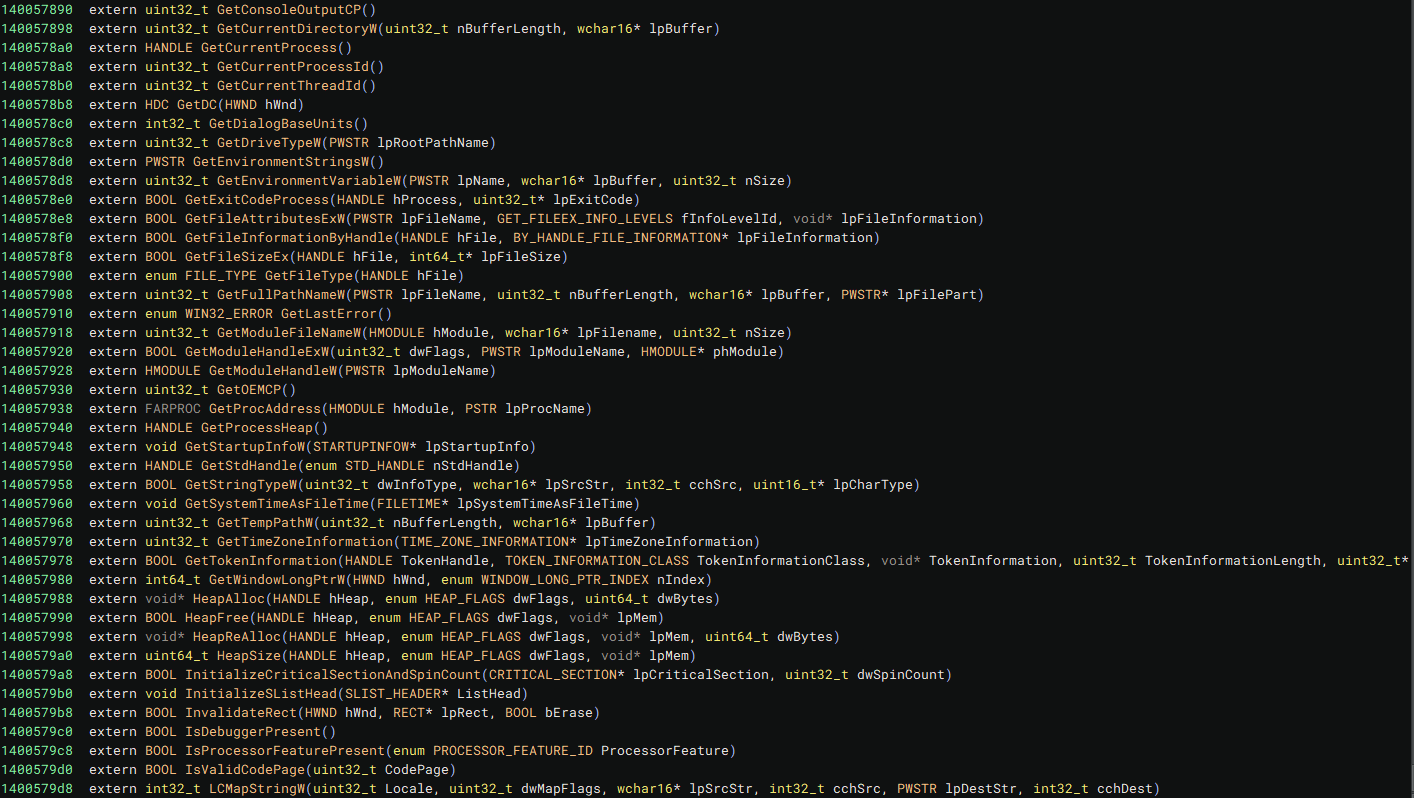 140057890 extern uint32_t GetConsoleOutputCP()
140057898 extern uint32_t GetCurrentDirectoryW(uint32_t nBufferLength, wchar16* lpBuffer)
1400578a0 extern HANDLE GetCurrentProcess()
1400578a8 extern uint32_t GetCurrentProcessId()
1400578b0 extern uint32_t GetCurrentThreadId()
1400578b8 extern HDC GetDC(HWND hWnd)
1400578c0 extern int32_t GetDialogBaseUnits()
1400578c8 extern uint32_t GetDriveTypeW(PWSTR lpRootPathName)
1400578d0 extern PWSTR GetEnvironmentStringsW()
1400578d8 extern uint32_t GetEnvironmentVariableW(PWSTR lpName, wchar16* lpBuffer, uint32_t nSize)
1400578e0 extern BOOL GetExitCodeProcess(HANDLE hProcess, uint32_t* lpExitCode)
1400578e8 extern BOOL GetFileAttributesExW(PWSTR lpFileName, GET_FILEEX_INFO_LEVELS fInfoLevelId, void* lpFileInformation)
1400578f0 extern BOOL GetFileInformationByHandle(HANDLE hFile, BY_HANDLE_FILE_INFORMATION* lpFileInformation)
1400578f8 extern BOOL GetFileSizeEx(HANDLE hFile, int64_t* lpFileSize)
140057900 extern enum FILE_TYPE GetFileType(HANDLE hFile)
140057908 extern uint32_t GetFullPathNameW(PWSTR lpFileName, uint32_t nBufferLength, wchar16* lpBuffer, PWSTR* lpFilePart)
140057910 extern enum WIN32_ERROR GetLastError()
140057918 extern uint32_t GetModuleFileNameW(HMODULE hModule, wchar16* lpFilename, uint32_t nSize)
140057920 extern BOOL GetModuleHandleExW(uint32_t dwFlags, PWSTR lpModuleName, HMODULE* phModule)
140057928 extern HMODULE GetModuleHandleW(PWSTR lpModuleName)
140057930 extern uint32_t GetOEMCP()
140057938 extern FARPROC GetProcAddress(HMODULE hModule, PSTR lpProcName)
140057940 extern HANDLE GetProcessHeap()
140057948 extern void GetStartupInfoW(STARTUPINFOW* lpStartupInfo)
140057950 extern HANDLE GetStdHandle(enum STD_HANDLE nStdHandle)
140057958 extern BOOL GetStringTypeW(uint32_t dwInfoType, wchar16* lpSrcStr, int32_t cchSrc, uint16_t* lpCharType)
140057960 extern void GetSystemTimeAsFileTime(FILETIME* lpSystemTimeAsFileTime)
140057968 extern uint32_t GetTempPathW(uint32_t nBufferLength, wchar16* lpBuffer)
140057970 extern uint32_t GetTimeZoneInformation(TIME_ZONE_INFORMATION* lpTimeZoneInformation)
140057978 extern BOOL GetTokenInformation(HANDLE TokenHandle, TOKEN_INFORMATION_CLASS TokenInformationClass, void* TokenInformation, uint32_t TokenInformationLength, uint32_t*
140057980 extern int64_t GetWindowLongPtrW(HWND hWnd, enum WINDOW_LONG_PTR_INDEX nIndex)
140057988 extern void* HeapAlloc(HANDLE hHeap, enum HEAP_FLAGS dwFlags, uint64_t dwBytes)
140057990 extern BOOL HeapFree(HANDLE hHeap, enum HEAP_FLAGS dwFlags, void* lpMem)
140057998 extern void* HeapReAlloc(HANDLE hHeap, enum HEAP_FLAGS dwFlags, void* lpMem, uint64_t dwBytes)
1400579a0 extern uint64_t HeapSize(HANDLE hHeap, enum HEAP_FLAGS dwFlags, void* lpMem)
1400579a8 extern BOOL InitializeCriticalSectionAndSpinCount(CRITICAL_SECTION* lpCriticalSection, uint32_t dwSpinCount)
1400579b0 extern void InitializeSListHead(SLIST_HEADER* ListHead)
1400579b8 extern BOOL InvalidateRect(HWND hWnd, RECT* lpRect, BOOL bErase)
1400579c0 extern BOOL IsDebuggerPresent()
1400579c8 extern BOOL IsProcessorFeaturePresent(enum PROCESSOR_FEATURE_ID ProcessorFeature)
1400579d0 extern BOOL IsValidCodePage(uint32_t CodePage)
1400579d8 extern int32_t LCMapStringW(uint32_t Locale, uint32_t dwMapFlags, wchar16* lpSrcStr, int32_t cchSrc, PWSTR lpDestStr, int32_t cchDest)